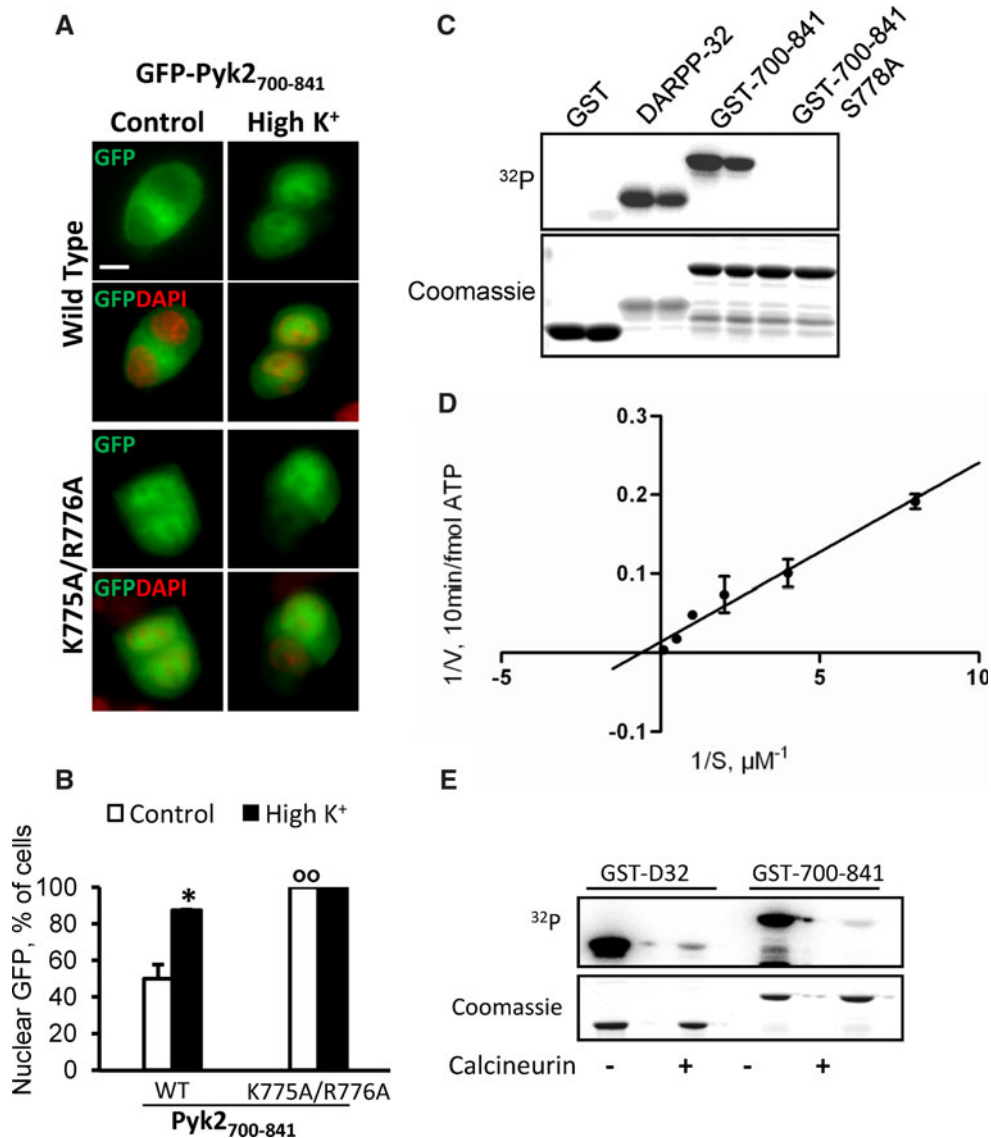 A
GFP-Pyk2700-841
Control High K+
Wild Type
GFP
GFPDAPI
K775A/R776A
GFP
GFPDAPI
B
Control High K+
Nuclear GFP, % of cells
100
80
60
40
20
0
*
oo
WT K775A/R776A
Pyk2700-841
C
GST
DARPP-32
GST-700-841
GST-700-841
S778A
32P
Coomassie
D
1/V, 10min/fmol ATP
0.3
0.2
0.1
-0.1
-5 5 10
1/S, µM-1
E
GST-D32 GST-700-841
32P
Coomassie
Calcineurin - + - +